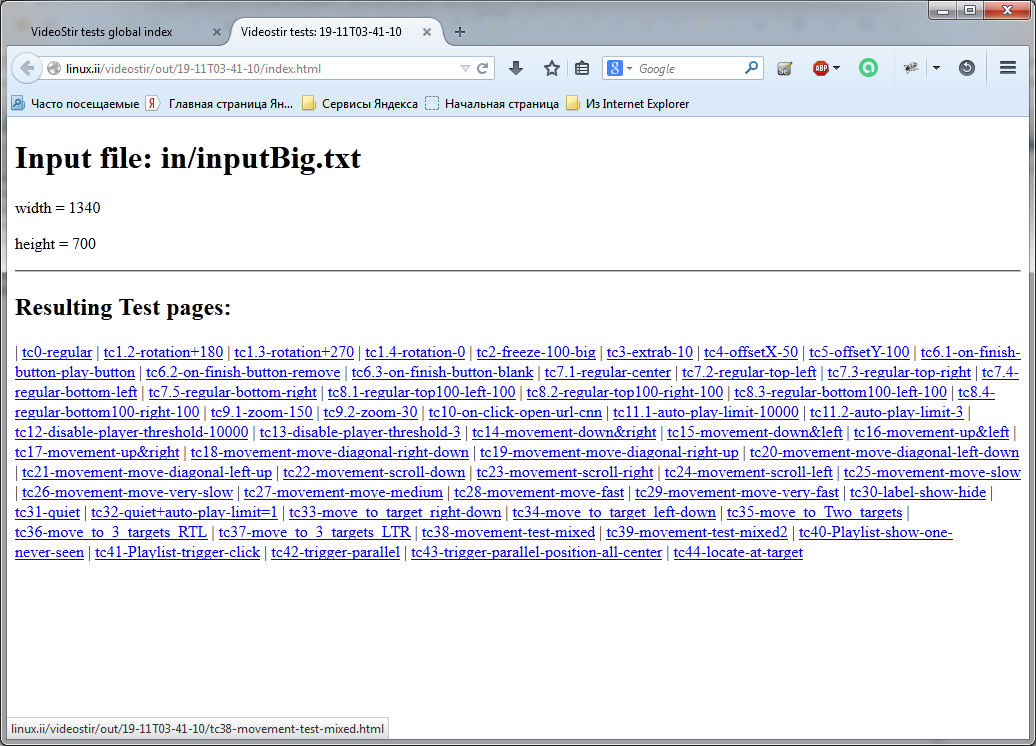 VideoStir tests global index
Videostir tests: 19-11T03-41-10
linux.ii/videostir/out/19-11T03-41-10/index.html
8
Google
ABP
Часто посещаемые
Я
Главная страница Ян...
Сервисы Яндекса
Начальная страница
Из Internet Explorer
Input file: in/inputBig.txt
width = 1340
height = 700
Resulting Test pages:
| tc0-regular | tc1.2-rotation+180 | tc1.3-rotation+270 | tc1.4-rotation-0 | tc2-freeze-100-big | tc3-extrab-10 | tc4-offsetX-50 | tc5-offsetY-100 | tc6.1-on-finish-
button-play-button | tc6.2-on-finish-button-remove | tc6.3-on-finish-button-blank | tc7.1-regular-center | tc7.2-regular-top-left | tc7.3-regular-top-right | tc7.4-
regular-bottom-left | tc7.5-regular-bottom-right | tc8.1-regular-top100-left-100 | tc8.2-regular-top100-right-100 | tc8.3-regular-bottom100-left-100 | tc8.4-
regular-bottom100-right-100 | tc9.1-zoom-150 | tc9.2-zoom-30 | tc10-on-click-open-url-cnn | tc11.1-auto-play-limit-10000 | tc11.2-auto-play-limit-3 |
tc12-disable-player-threshold-10000 | tc13-disable-player-threshold-3 | tc14-movement-down&right | tc15-movement-down&left | tc16-movement-up&left |
tc17-movement-up&right | tc18-movement-move-diagonal-right-down | tc19-movement-move-diagonal-right-up | tc20-movement-move-diagonal-left-down
| tc21-movement-move-diagonal-left-up | tc22-movement-scroll-down | tc23-movement-scroll-right | tc24-movement-scroll-left | tc25-movement-move-slow
| tc26-movement-move-very-slow | tc27-movement-move-medium | tc28-movement-move-fast | tc29-movement-move-very-fast | tc30-label-show-hide |
tc31-quiet | tc32-quiet+auto-play-limit=1 | tc33-move_to_target_right-down | tc34-move_to_target_left-down | tc35-move_to_Two_targets |
tc36-move_to_3_targets_RTL | tc37-move_to_3_targets_LTR | tc38-movement-test-mixed | tc39-movement-test-mixed2 | tc40-Playlist-show-one-
never-seen | tc41-Playlist-trigger-click | tc42-trigger-parallel | tc43-trigger-parallel-position-all-center | tc44-locate-at-target
linux.ii/videostir/out/19-11T03-41-10/tc38-movement-test-mixed.html